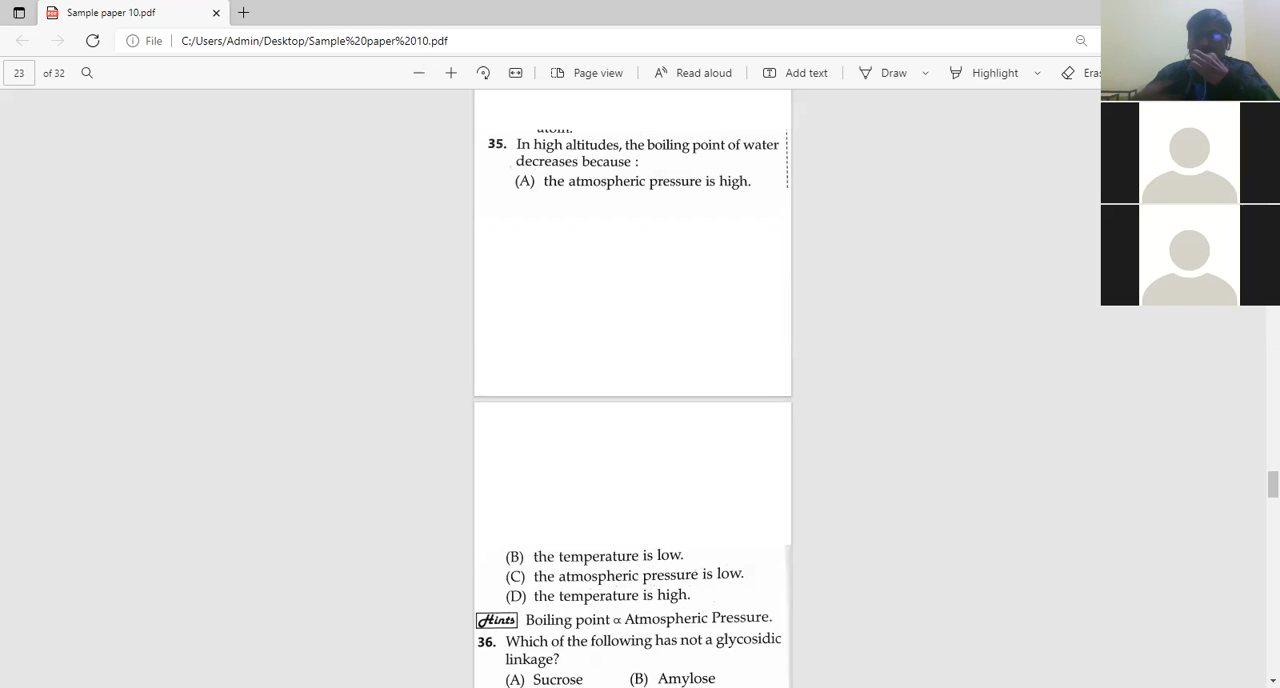 Sample paper 10.pdf
File
C:/Users/Admin/Desktop/Sample%20paper%2010.pdf
23 of 32
Page view
Read aloud
Add text
Draw
Highlight
Eras
atom.
35. In high altitudes, the boiling point of water
decreases because :
(A) the atmospheric pressure is high.
(B) the temperature is low.
(C) the atmospheric pressure is low.
(D) the temperature is high.
Hints Boiling point ∝ Atmospheric Pressure.
36. Which of the following has not a glycosidic
linkage?
(A) Sucrose (B) Amylose